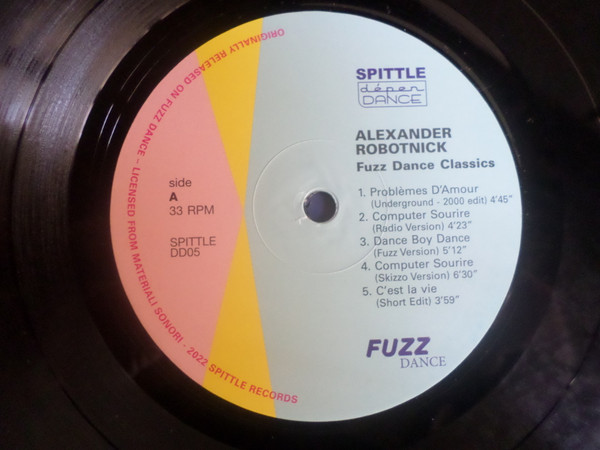 SPITTLE
dépen
DANCE
ALEXANDER
ROBOTNICK
Fuzz Dance Classics
1. Problèmes D'Amour
(Underground - 2000 edit) 4'45"
2. Computer Sourire
(Radio Version) 4'23"
3. Dance Boy Dance
(Fuzz Version) 5'12"
4. Computer Sourire
(Skizzo Version) 6'30"
5. C'est la vie
(Short Edit) 3'59"
FUZZ
DANCE
side
A
33 RPM
SPITTLE
DD05
ORIGINALLY RELEASED ON FUZZ DANCE - LICENSED FROM MATERIALI SONORI - 2022 SPITTLE RECORDS